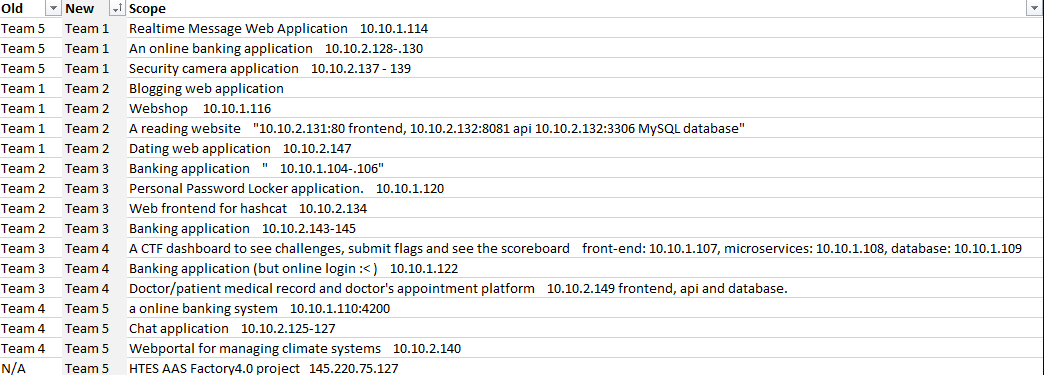 Old New Scope
Team 5 Team 1 Realtime Message Web Application 10.10.1.114
Team 5 Team 1 An online banking application 10.10.2.128-.130
Team 5 Team 1 Security camera application 10.10.2.137 - 139
Team 1 Team 2 Blogging web application
Team 1 Team 2 Webshop 10.10.1.116
Team 1 Team 2 A reading website "10.10.2.131:80 frontend, 10.10.2.132:8081 api 10.10.2.132:3306 MySQL database"
Team 1 Team 2 Dating web application 10.10.2.147
Team 2 Team 3 Banking application " 10.10.1.104-.106"
Team 2 Team 3 Personal Password Locker application. 10.10.1.120
Team 2 Team 3 Web frontend for hashcat 10.10.2.134
Team 2 Team 3 Banking application 10.10.2.143-145
Team 3 Team 4 A CTF dashboard to see challenges, submit flags and see the scoreboard front-end: 10.10.1.107, microservices: 10.10.1.108, database: 10.10.1.109
Team 3 Team 4 Banking application (but online login :< ) 10.10.1.122
Team 3 Team 4 Doctor/patient medical record and doctor's appointment platform 10.10.2.149 frontend, api and database.
Team 4 Team 5 a online banking system 10.10.1.110:4200
Team 4 Team 5 Chat application 10.10.2.125-127
Team 4 Team 5 Webportal for managing climate systems 10.10.2.140
N/A Team 5 HTES AAS Factory4.0 project 145.220.75.127